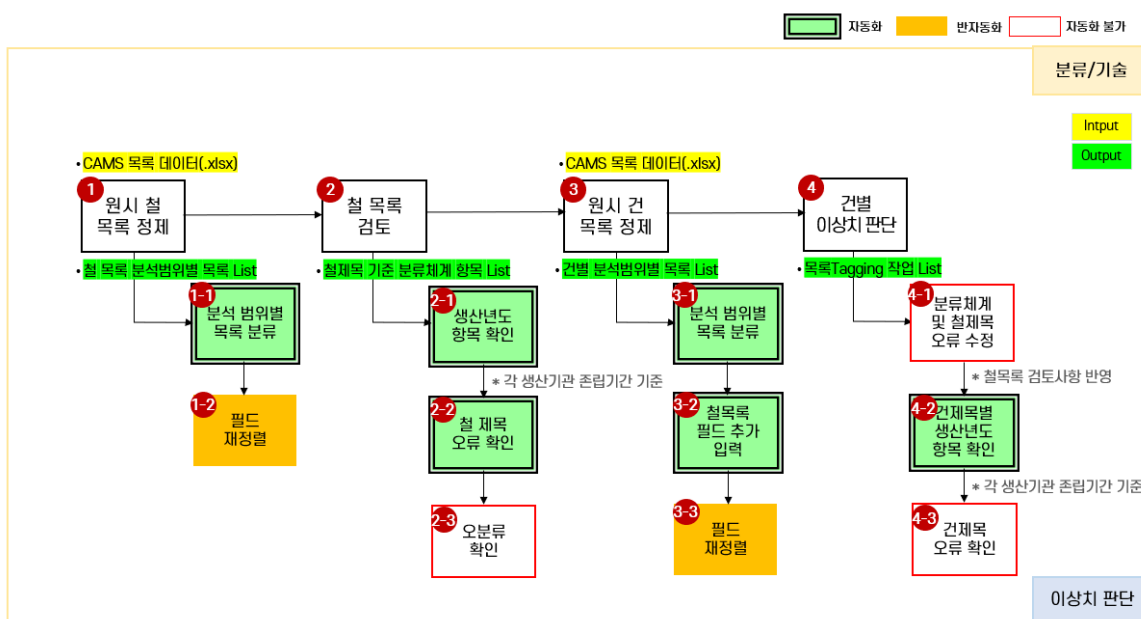 자동화
반자동화
자동화 불가
분류/기술
Intput
Output
• CAMS 목록 데이터(.xlsx)
1
원시 철
목록 정제
• 철 목록 분석범위별 목록 List
1-1
분석 범위별
목록 분류
1-2
필드
재정렬
2
철 목록
검토
• 철제목 기준 분류체계 항목 List
2-1
생산년도
항목 확인
* 각 생산기관 존립기간 기준
2-2
철 제목
오류 확인
2-3
오분류
확인
• CAMS 목록 데이터(.xlsx)
3
원시 건
목록 정제
• 건별 분석범위별 목록 List
3-1
분석 범위별
목록 분류
3-2
철목록
필드 추가
입력
3-3
필드
재정렬
4
건별
이상치 판단
• 목록Tagging 작업 List
4-1
분류체계
및 철제목
오류 수정
* 철목록 검토사항 반영
4-2
건제목별
생산년도
항목 확인
* 각 생산기관 존립기간 기준
4-3
건제목
오류 확인
이상치 판단